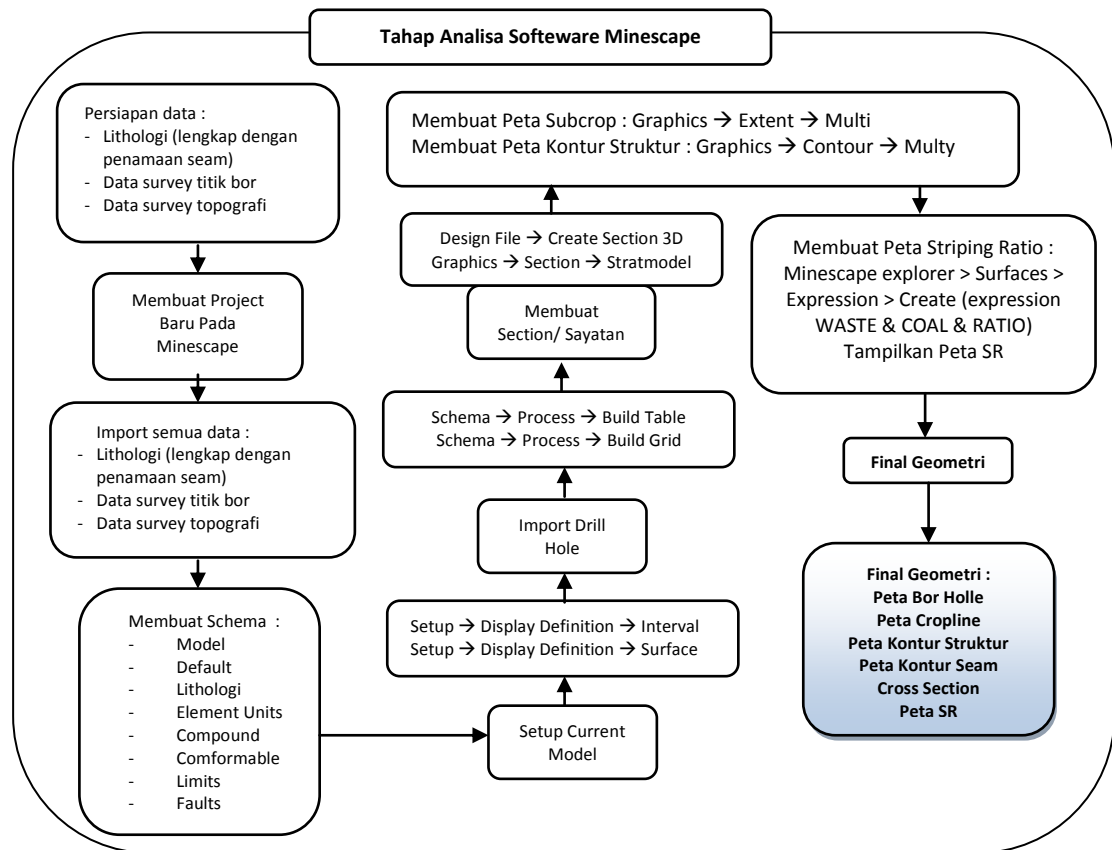 Tahap Analisa Softeware Minescape
Persiapan data :
- Lithologi (lengkap dengan
penamaan seam)
- Data survey titik bor
- Data survey topografi
Membuat Project
Baru Pada
Minescape
Import semua data :
- Lithologi (lengkap dengan
penamaan seam)
- Data survey titik bor
- Data survey topografi
Membuat Schema :
- Model
- Default
- Lithologi
- Element Units
- Compound
- Comformable
- Limits
- Faults
Setup Current
Model
Setup → Display Definition → Interval
Setup → Display Definition → Surface
Import Drill
Hole
Schema → Process → Build Table
Schema → Process → Build Grid
Membuat
Section/ Sayatan
Design File → Create Section 3D
Graphics → Section → Stratmodel
Membuat Peta Subcrop : Graphics → Extent → Multi
Membuat Peta Kontur Struktur : Graphics → Contour → Multy
Membuat Peta Striping Ratio :
Minescape explorer > Surfaces >
Expression > Create (expression
WASTE & COAL & RATIO)
Tampilkan Peta SR
Final Geometri
Final Geometri :
Peta Bor Holle
Peta Cropline
Peta Kontur Struktur
Peta Kontur Seam
Cross Section
Peta SR